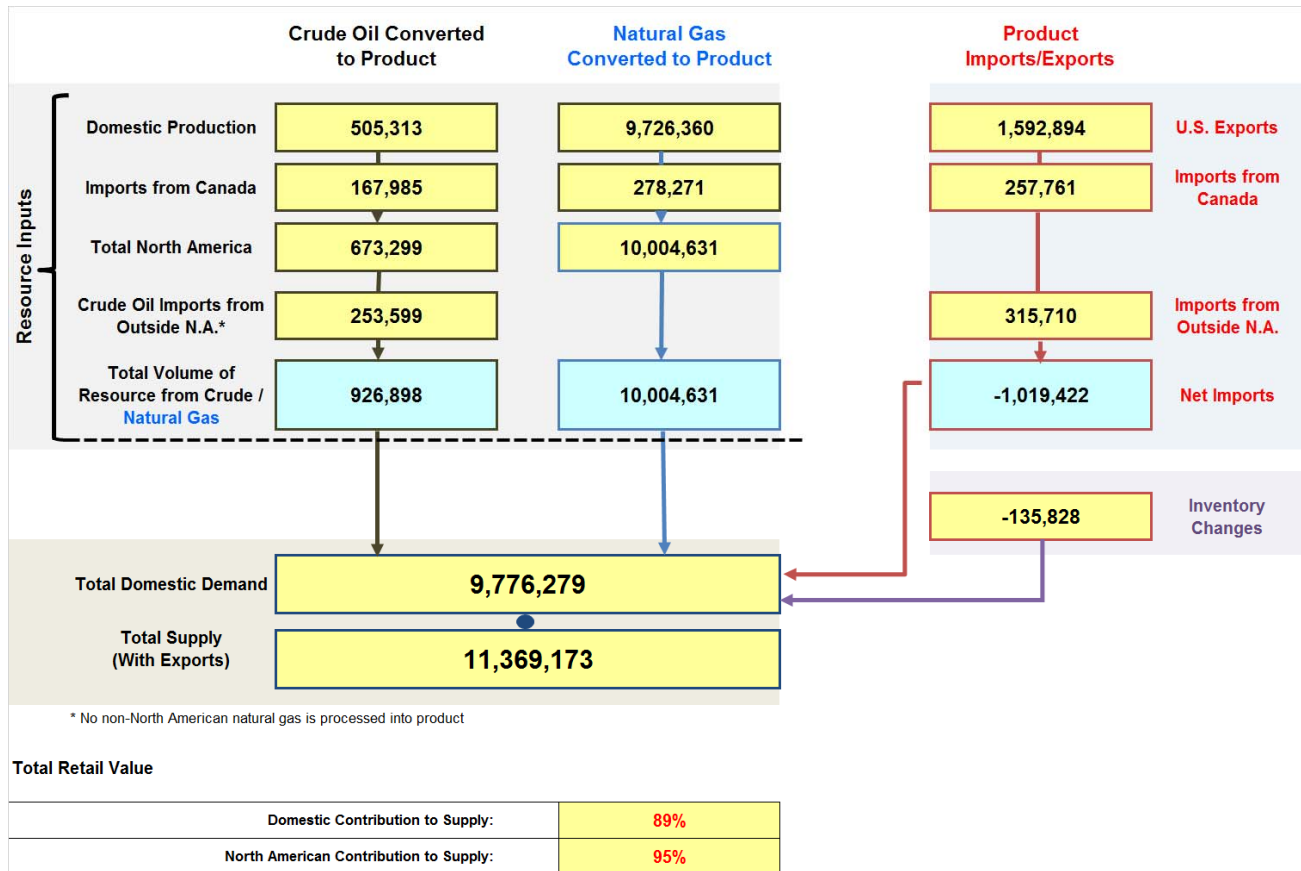 Crude Oil Converted
to Product
Natural Gas
Converted to Product
Product
Imports/Exports
Resource Inputs
Domestic Production
505,313
9,726,360
1,592,894
U.S. Exports
Imports from Canada
167,985
278,271
257,761
Imports from
Canada
Total North America
673,299
10,004,631
Crude Oil Imports from
Outside N.A.*
253,599
315,710
Imports from
Outside N.A.
Total Volume of
Resource from Crude /
Natural Gas
926,898
10,004,631
-1,019,422
Net Imports
-135,828
Inventory
Changes
Total Domestic Demand
9,776,279
Total Supply
(With Exports)
11,369,173
* No non-North American natural gas is processed into product
Total Retail Value
Domestic Contribution to Supply:
89%
North American Contribution to Supply:
95%